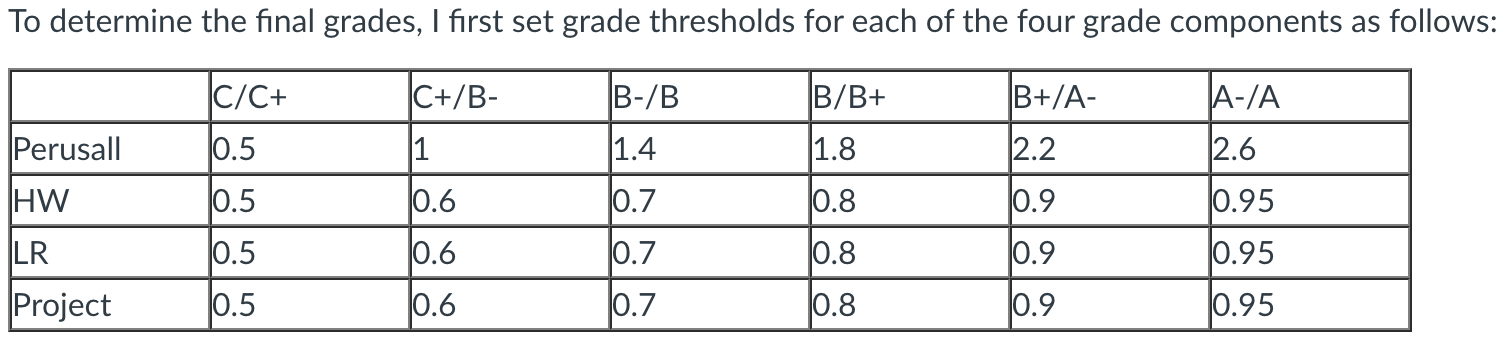 To determine the final grades, I first set grade thresholds for each of the four grade components as follows:
C/C+ C+/B- B-/B B/B+ B+/A- A-/A
Perusall 0.5 1 1.4 1.8 2.2 2.6
HW 0.5 0.6 0.7 0.8 0.9 0.95
LR 0.5 0.6 0.7 0.8 0.9 0.95
Project 0.5 0.6 0.7 0.8 0.9 0.95